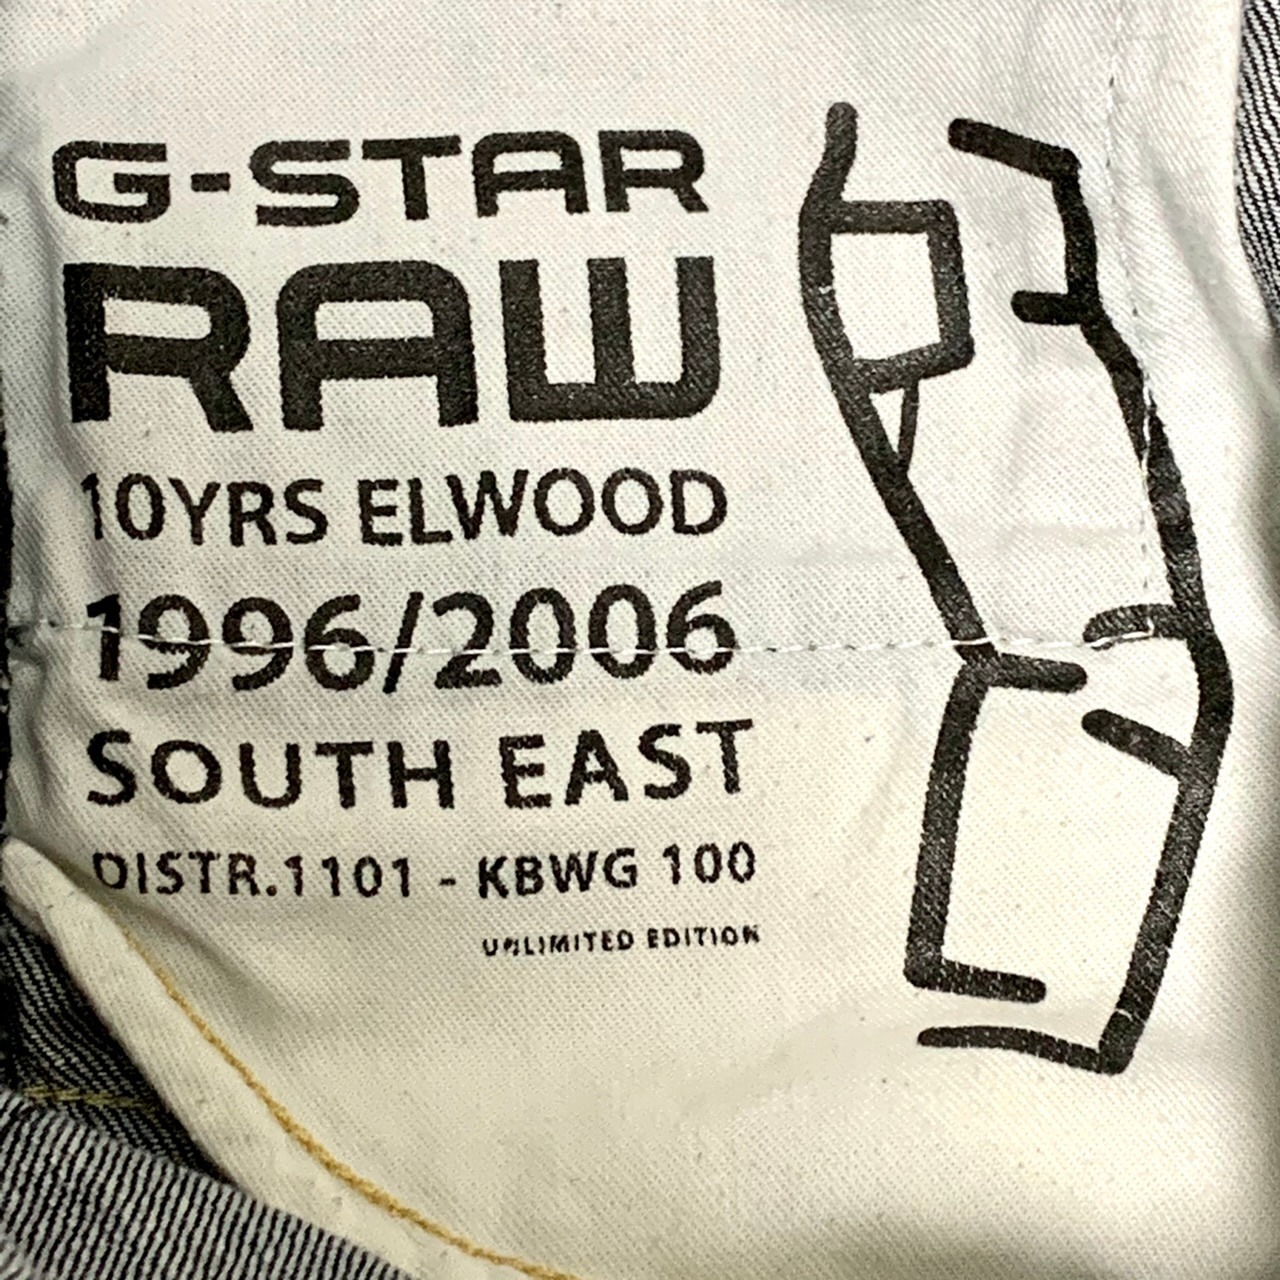 G-STAR
RAW
10YRS ELWOOD
1996/2006
SOUTH EAST
DISTR.1101 - KBWG 100
UNLIMITED EDITION